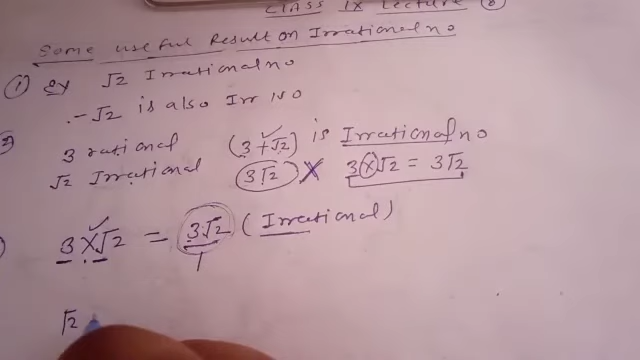 CLASS IX Lecture 6
Some useful Result on Irrational no
① Ex √2 Irrational no
-√2 is also Irr no
② 3 rational (3+√2) is Irrational no
√2 Irrational 3√2 X 3×√2 = 3√2
3×√2 = 3√2 (Irrational)
√2